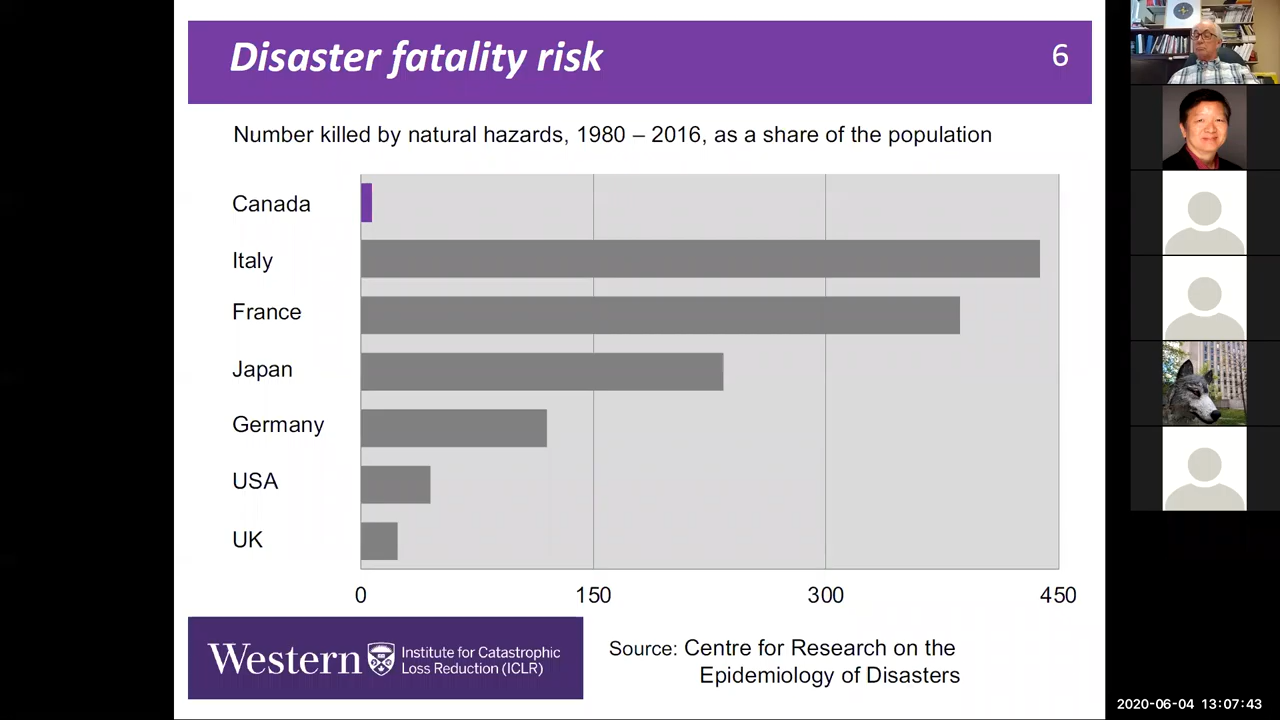 Disaster fatality risk
6
Number killed by natural hazards, 1980 – 2016, as a share of the population
Canada
Italy
France
Japan
Germany
USA
UK
0 150 300 450
Western
Institute for Catastrophic
Loss Reduction (ICLR)
Source: Centre for Research on the
Epidemiology of Disasters
2020-06-04 13:07:43